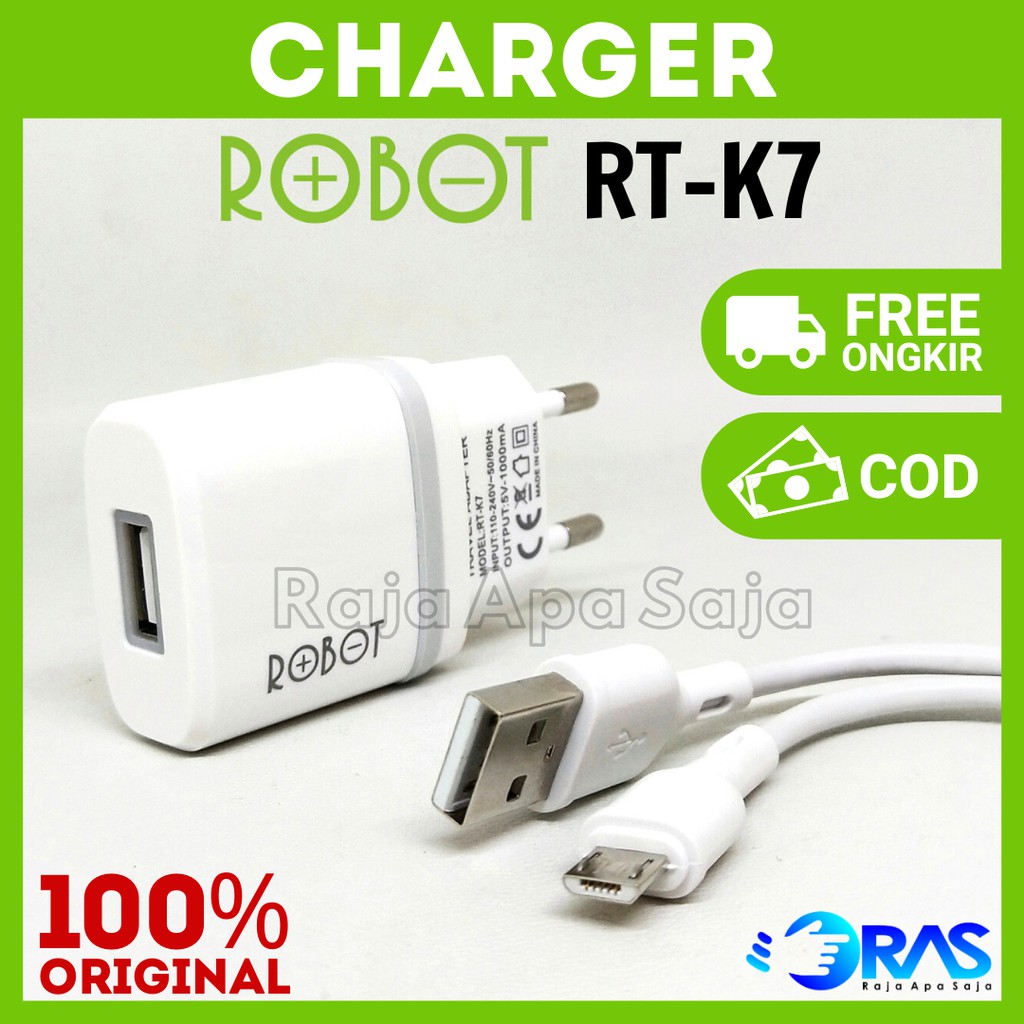 CHARGER
ROBOT RT-K7
FREE
ONGKIR
COD
TRAVEL ADAPTER
MODEL:RT-K7
INPUT:110-240V~50/60Hz
OUTPUT:5V-1000mA
CE
MADE IN CHINA
Raja Apa Saja
ROBOT
100%
ORIGINAL
RAS
Raja Apa Saja